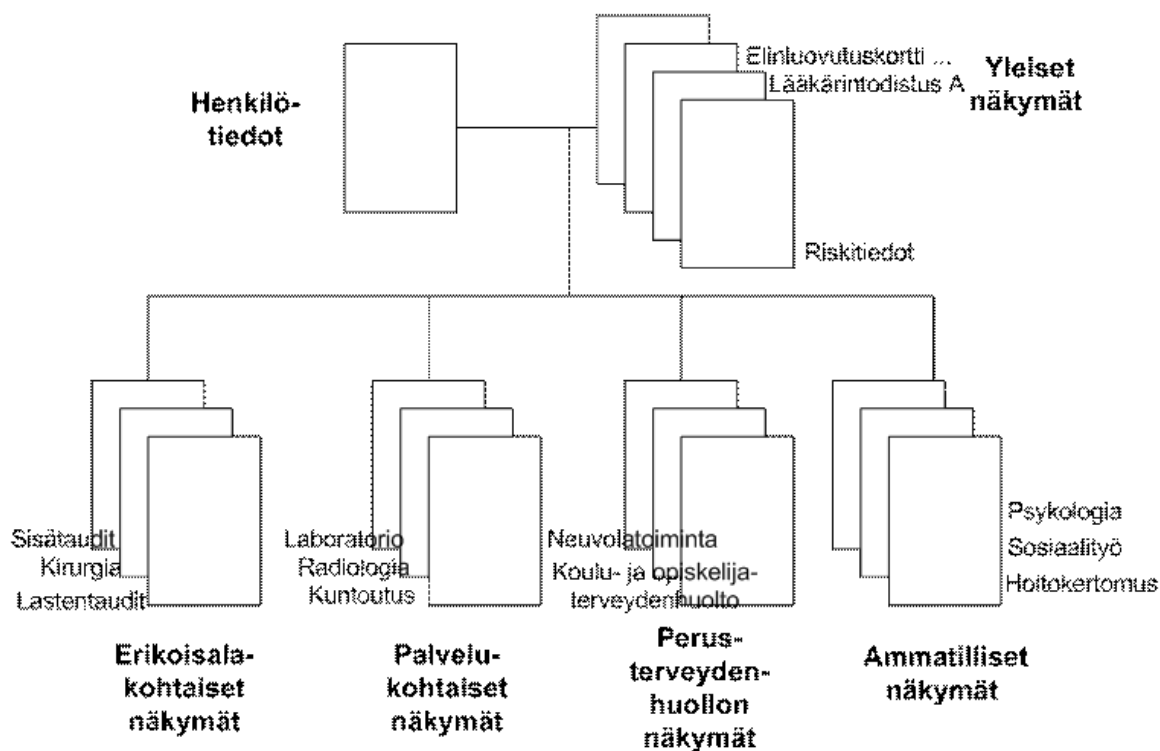 Henkilö-
tiedot
Elinluovutuskortti ...
Lääkärintodistus A
Yleiset
näkymät
Riskitiedot
Sisätaudit
Kirurgia
Lastentaudit
Erikoisala-
kohtaiset
näkymät
Laboratorio
Radiologia
Kuntoutus
Palvelu-
kohtaiset
näkymät
Neuvolatoiminta
Koulu- ja opiskelija-
terveydenhuolto
Perus-
terveyden-
huollon
näkymät
Psykologia
Sosiaalityö
Hoitokertomus
Ammatilliset
näkymät